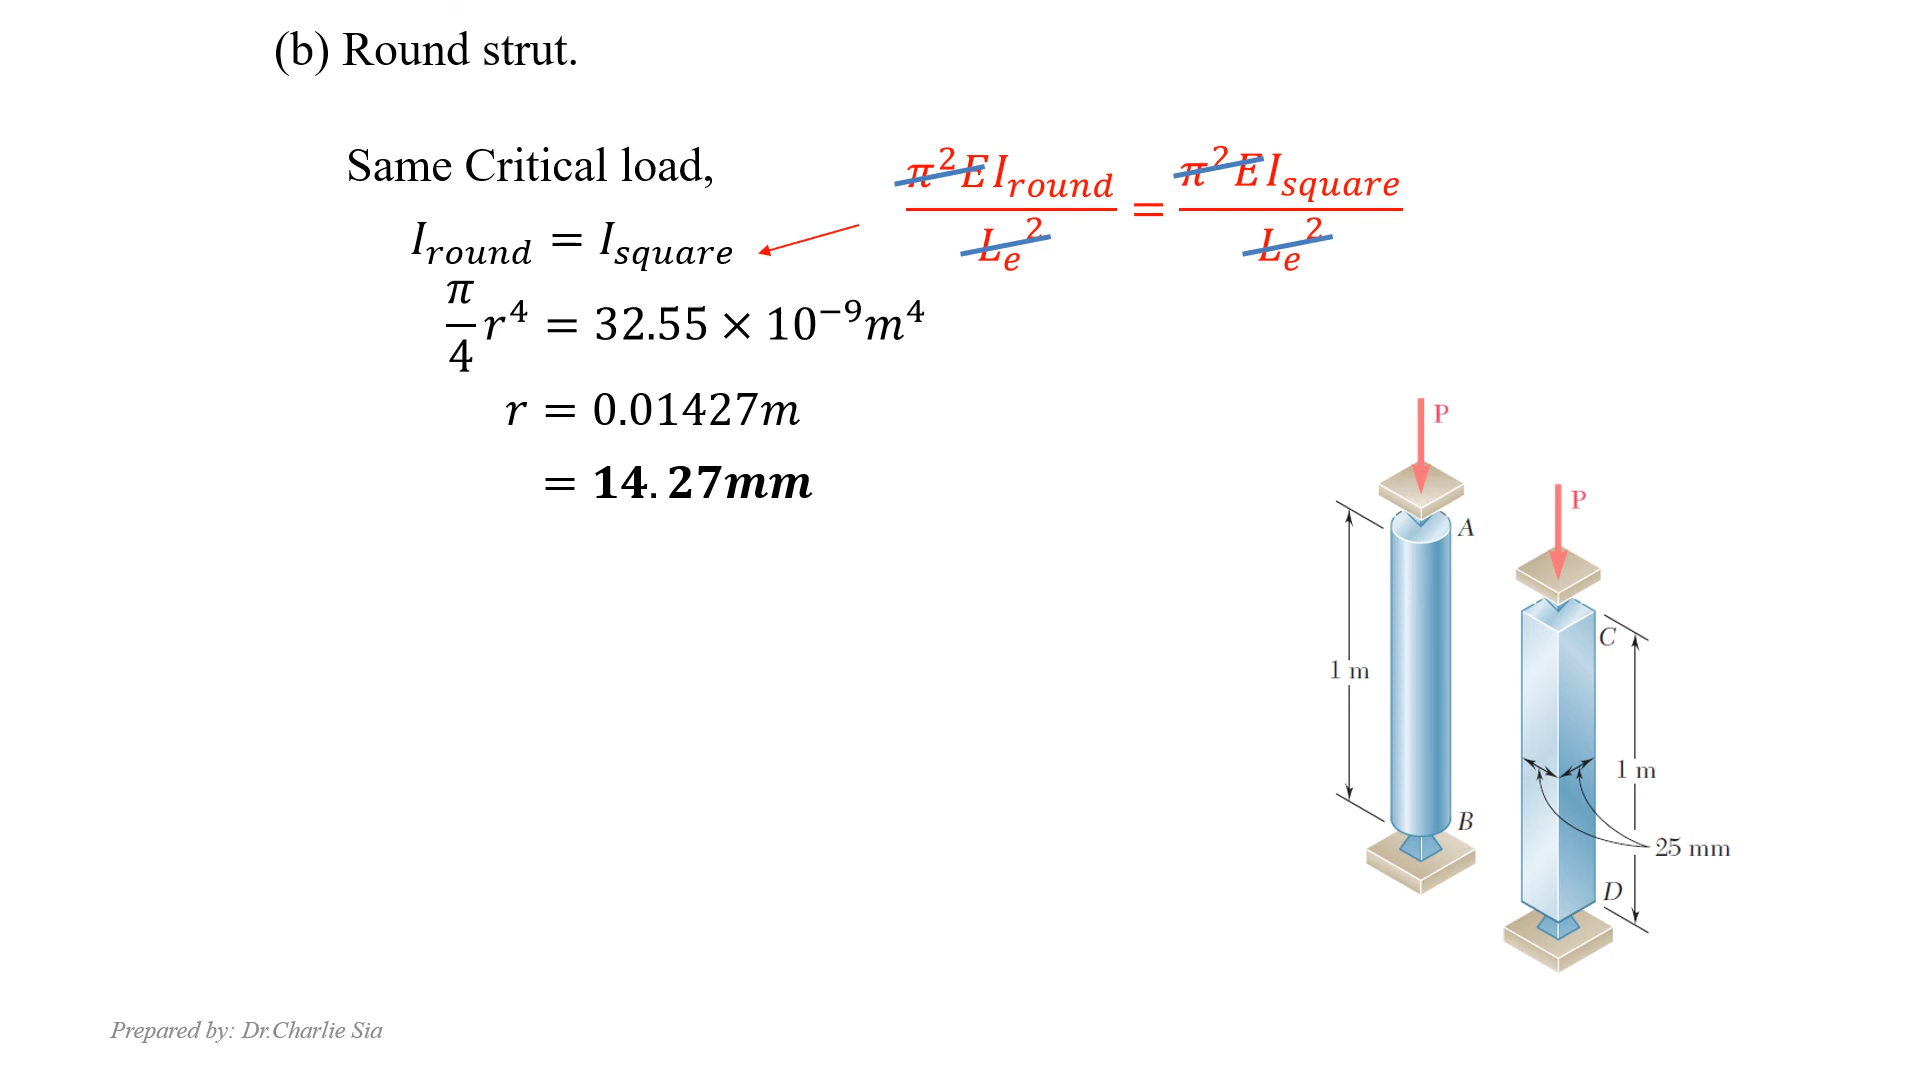 (b) Round strut.
Same Critical load,
I_round = I_square
π²EI_round / L_e² = π²EI_square / L_e²
π/4 r⁴ = 32.55 × 10⁻⁹m⁴
r = 0.01427m
= 14.27mm
P
A
P
C
1 m
1 m
B
25 mm
D
Prepared by: Dr.Charlie Sia